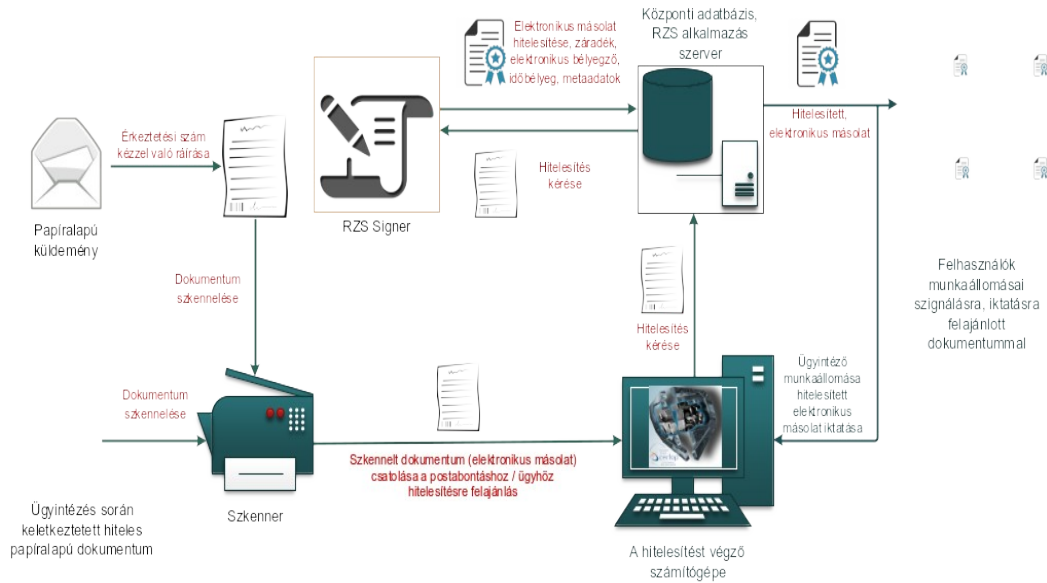 Elektronikus másolat
hitelesítése, záradék,
elektronikus bélyegző,
időbélyeg, metaadatok
Központi adatbázis,
RZS alkalmazás
szerver
Érkeztetési szám
kézzel való ráírása
Hitelesített,
elektronikus másolat
Hitelesítés
kérése
Papíralapú
küldemény
RZS Signer
Dokumentum
szkennelése
Felhasználók
munkaállomásai
szignálásra, iktatásra
felajánlott
dokumentummal
Hitelesítés
kérése
Dokumentum
szkennelése
Ügyintéző
munkaállomása
hitelesített
elektronikus
másolat iktatása
Szkennelt dokumentum (elektronikus másolat)
csatolása a postabontáshoz / ügyhöz
hitelesítésre felajánlás
Ügyintézés során
keletkeztetett hiteles
papíralapú dokumentum
Szkenner
A hitelesítést végző
számítógépe